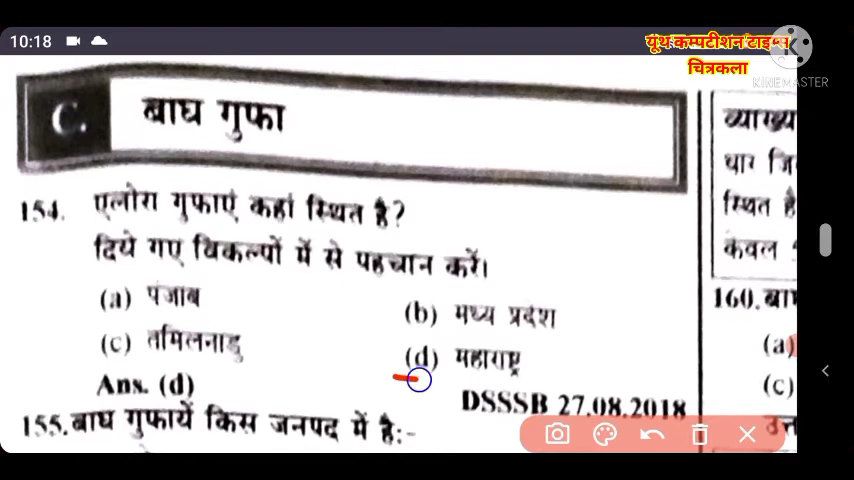 10:18
यूथ कम्पटीशन टाइम्स
चित्रकला
KINEMASTER
C. बाघ गुफा
154. एलोरा गुफाएं कहां स्थित है?
दिये गए विकल्पों में से पहचान करें।
(a) पंजाब (b) मध्य प्रदेश
(c) तमिलनाडु (d) महाराष्ट्र
Ans. (d) DSSSB 27.08.2018
155. बाघ गुफायें किस जनपद में है:-
व्याख्य
धार जि
स्थित है
केवल
160. बा
(a)
(c)